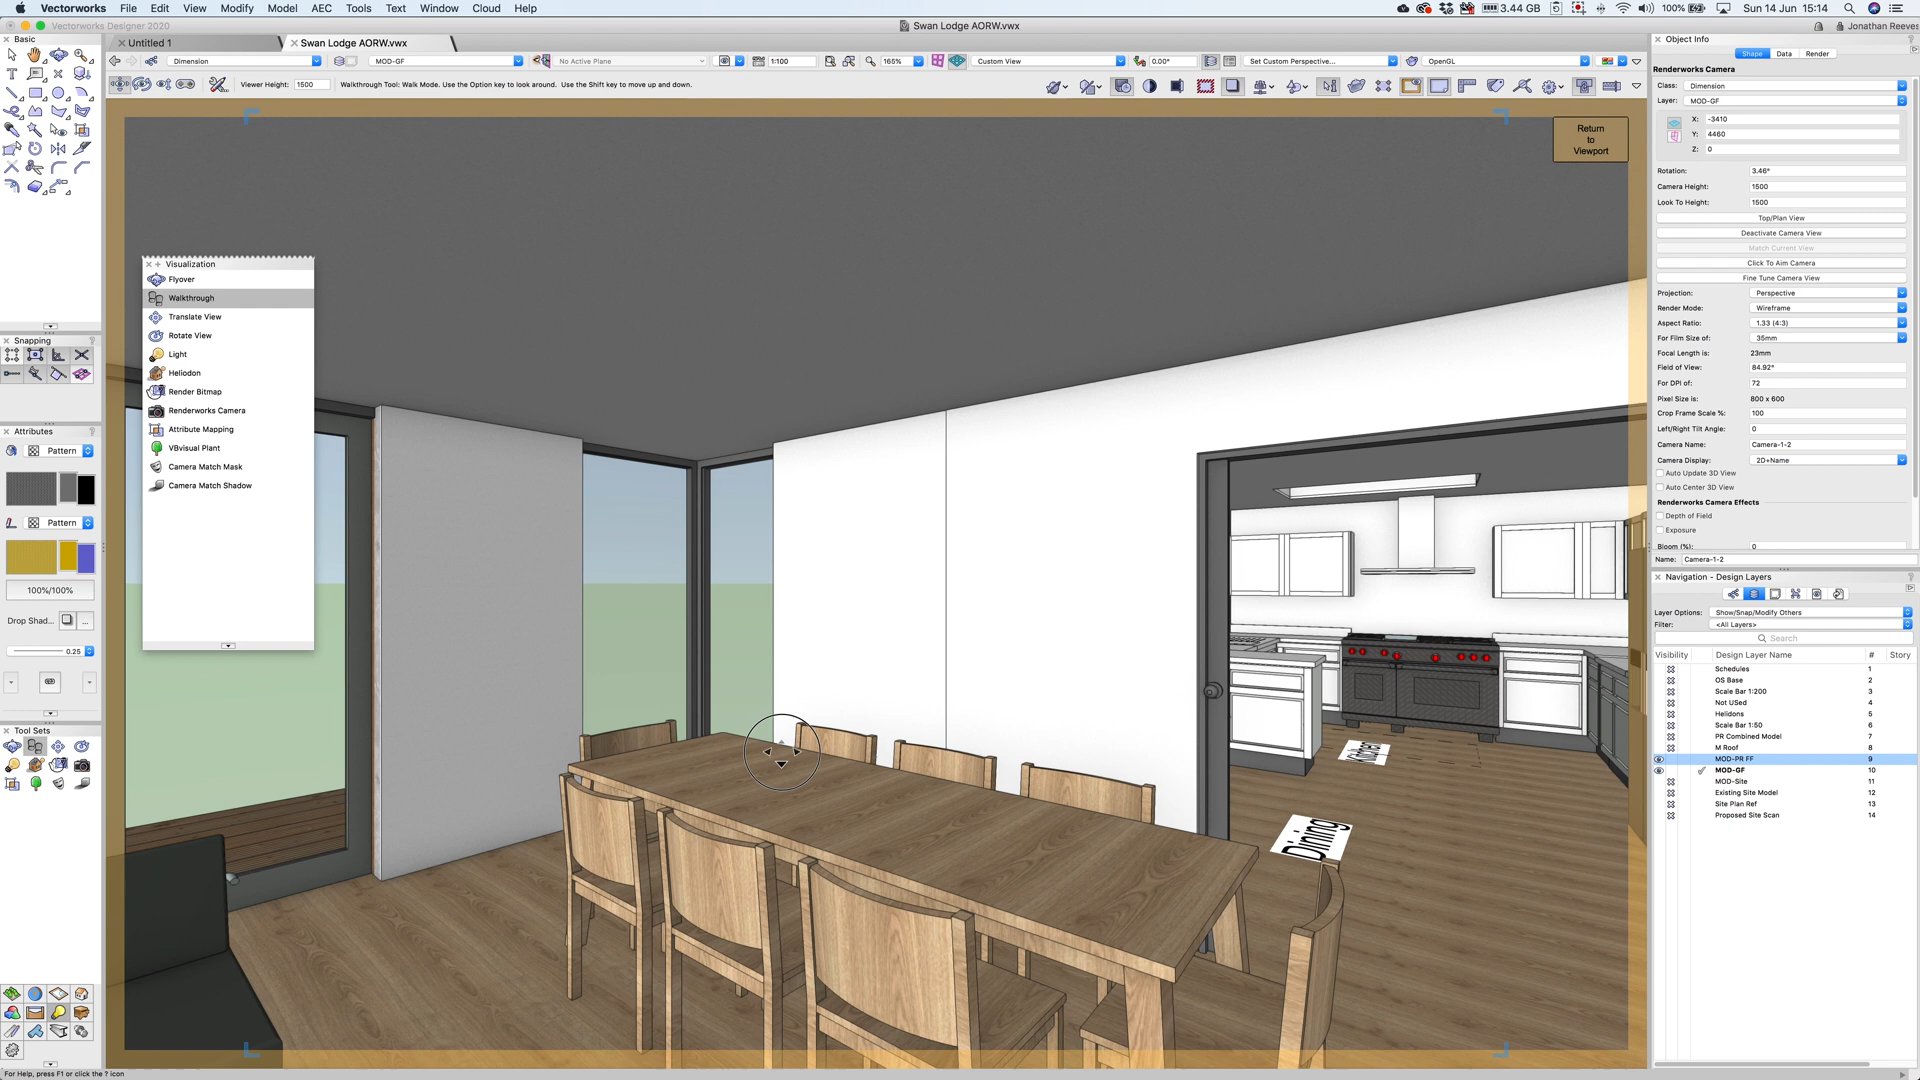 Vectorworks File Edit View Modify Model AEC Tools Text Window Cloud Help
3.44 GB 100% Sun 14 Jun 15:14
Vectorworks Designer 2020 Swan Lodge AORW.vwx Jonathan Reeves
Basic
Untitled 1 Swan Lodge AORW.vwx
Dimension MOD-GF No Active Plane 1:100 165% Custom View 0.00° Set Custom Perspective... OpenGL
Viewer Height: 1500 Walkthrough Tool: Walk Mode. Use the Option key to look around. Use the Shift key to move up and down.
Return
to
Viewport
Visualization
Flyover
Walkthrough
Translate View
Rotate View
Light
Heliodon
Render Bitmap
Renderworks Camera
Attribute Mapping
VBvisual Plant
Camera Match Mask
Camera Match Shadow
Snapping
Attributes
Pattern
Pattern
100%/100%
Drop Shad... ...
0.25
Tool Sets
Kitchen
Dining
For Help, press F1 or click the ? icon
Object Info
Shape Data Render
Renderworks Camera
Class: Dimension
Layer: MOD-GF
X: -3410
Y: 4460
Z: 0
Rotation: 3.46°
Camera Height: 1500
Look To Height: 1500
Top/Plan View
Deactivate Camera View
Match Current View
Click To Aim Camera
Fine Tune Camera View
Projection: Perspective
Render Mode: Wireframe
Aspect Ratio: 1.33 (4:3)
For Film Size of: 35mm
Focal Length is: 23mm
Field of View: 84.92°
For DPI of: 72
Pixel Size is: 800 x 600
Crop Frame Scale %: 100
Left/Right Tilt Angle: 0
Camera Name: Camera-1-2
Camera Display: 2D+Name
Auto Update 3D View
Auto Center 3D View
Renderworks Camera Effects
Depth of Field
Exposure
Bloom (%): 0
Name: Camera-1-2
Navigation - Design Layers
Layer Options: Show/Snap/Modify Others
Filter: <All Layers>
Search
Visibility Design Layer Name # Story
Schedules 1
OS Base 2
Scale Bar 1:200 3
Not USed 4
Helidons 5
Scale Bar 1:50 6
PR Combined Model 7
M Roof 8
MOD-PR FF 9
MOD-GF 10
MOD-Site 11
Existing Site Model 12
Site Plan Ref 13
Proposed Site Scan 14